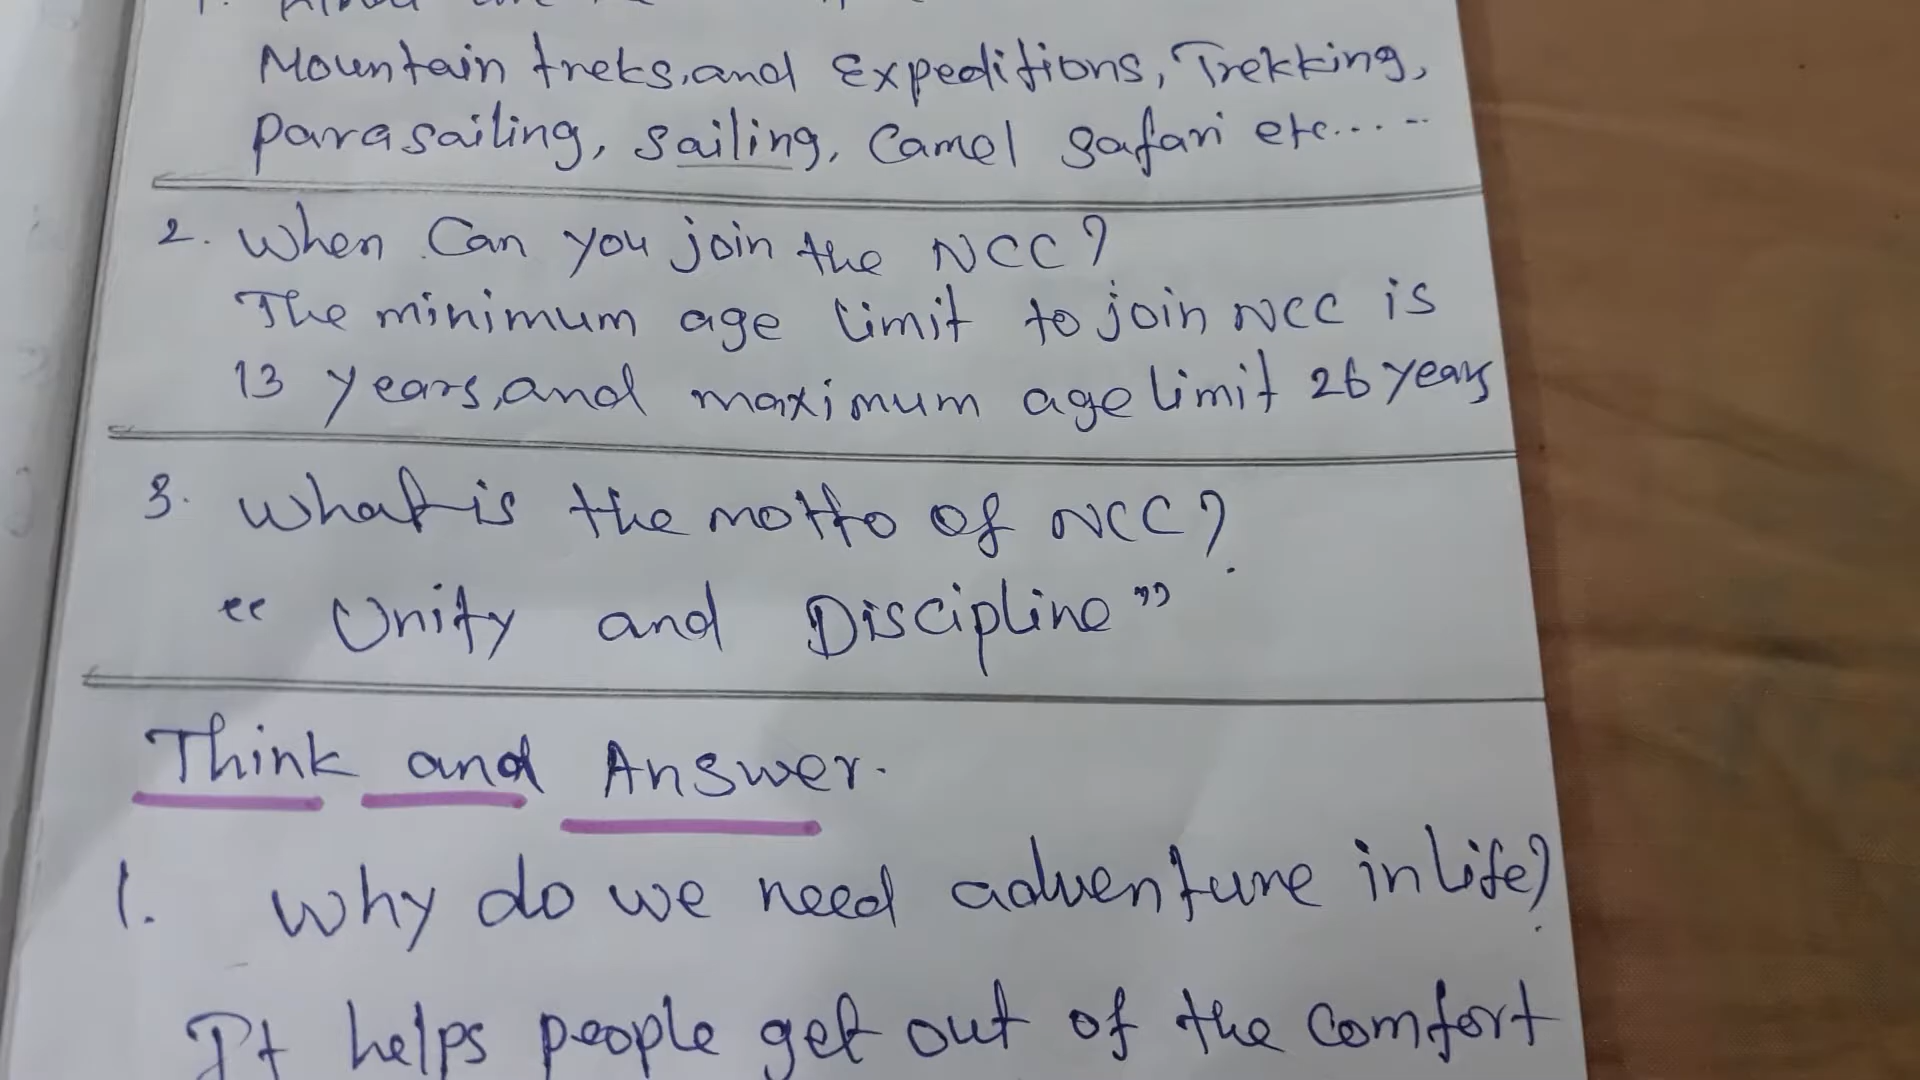 Mountain treks, and Expeditions, Trekking,
parasailing, sailing, Camel safari etc.....
2. When Can you join the NCC?
The minimum age limit to join NCC is
13 years, and maximum age limit 26 years
3. What is the motto of NCC?
“ Unity and Discipline ”
Think and Answer.
1. Why do we need adventure in life?
It helps people get out of the comfort